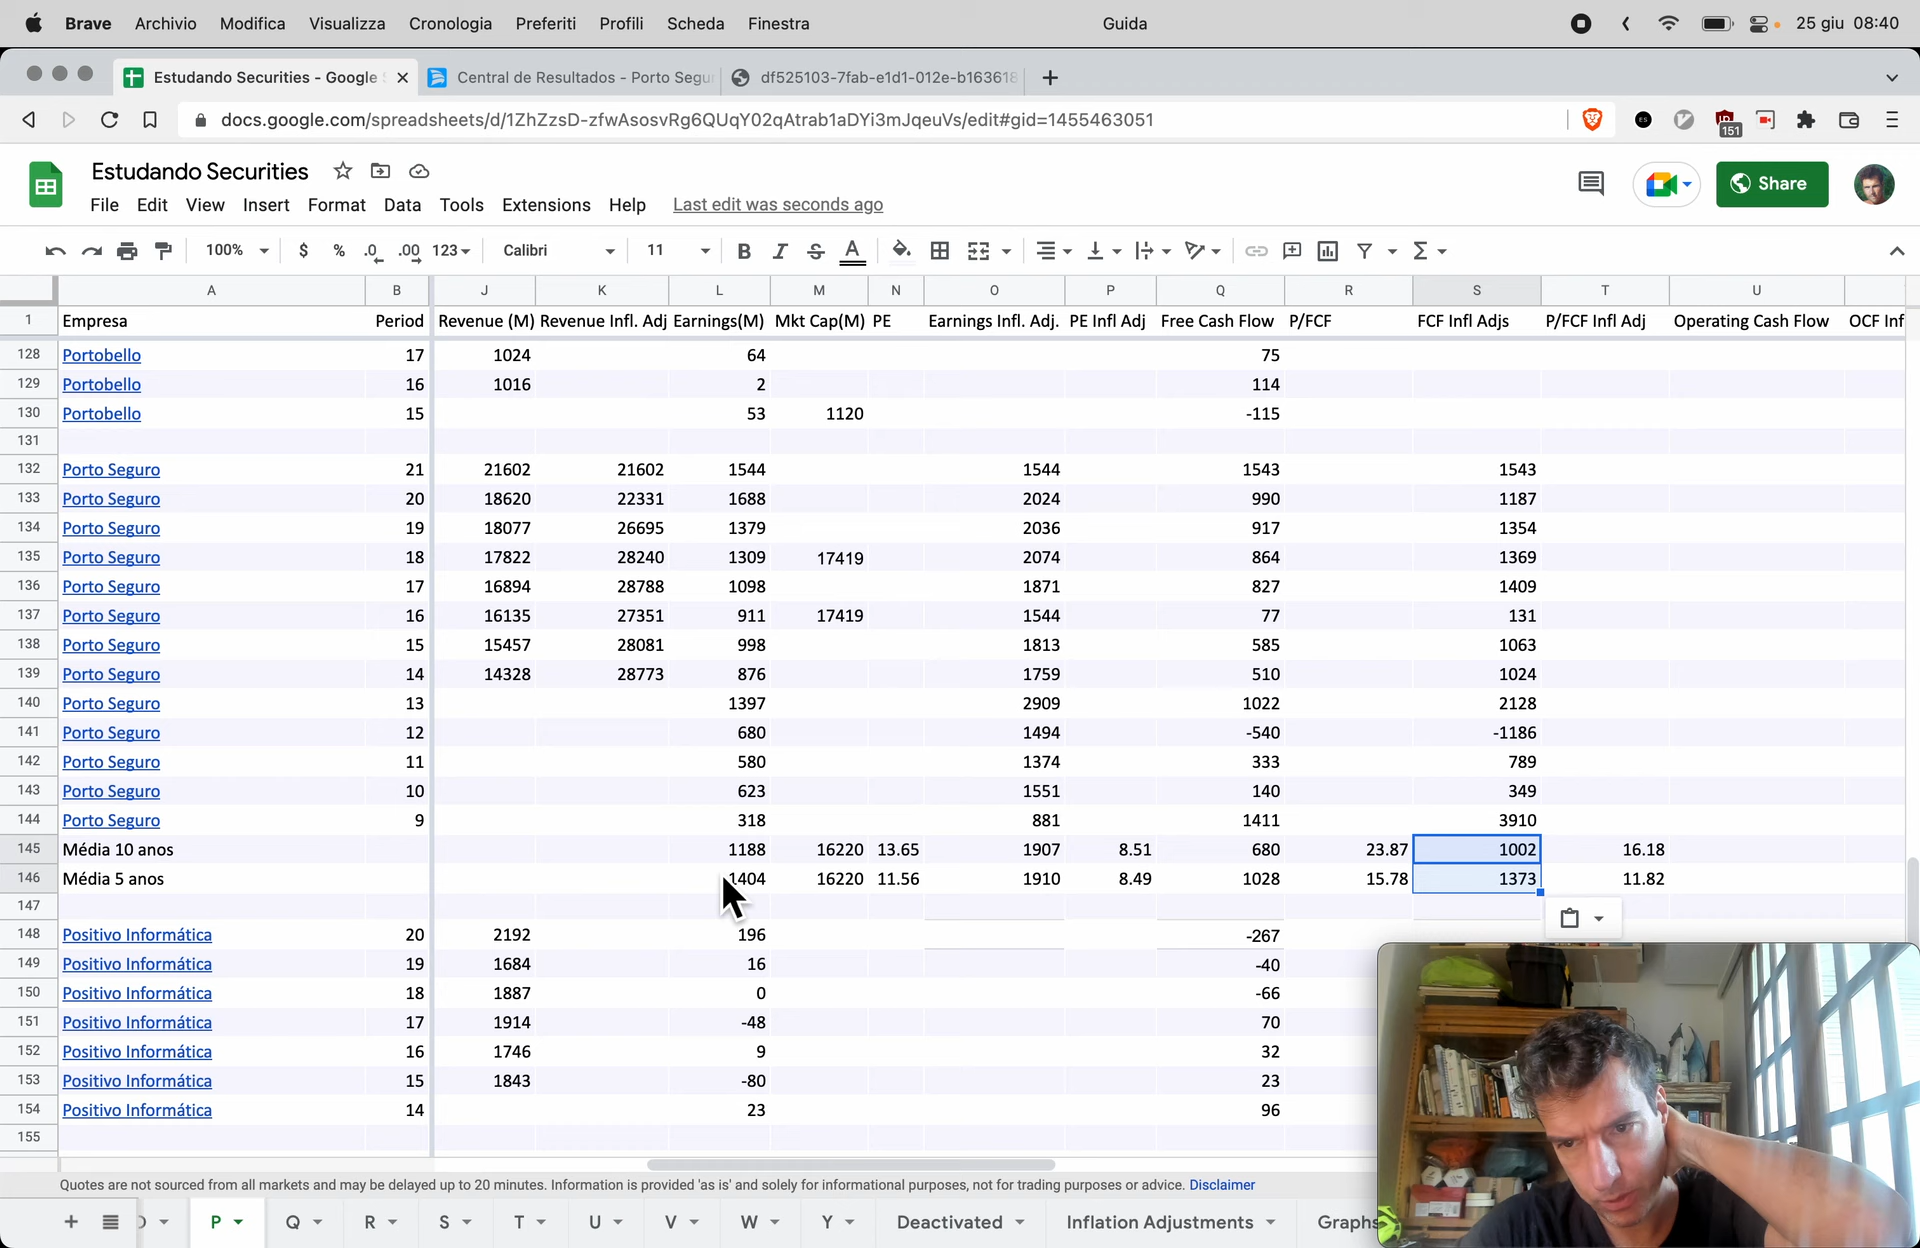 Brave Archivio Modifica Visualizza Cronologia Preferiti Profili Scheda Finestra Guida 25 giu 08:40
Estudando Securities - Google Central de Resultados - Porto Segu df525103-7fab-e1d1-012e-b163618
docs.google.com/spreadsheets/d/1ZhZzsD-zfwAsosvRg6QUqY02qAtrab1aDYi3mJqeuVs/edit#gid=1455463051 151
Estudando Securities Share
File Edit View Insert Format Data Tools Extensions Help Last edit was seconds ago
100% $ % .0 .00 123 Calibri 11 B I S A
A B J K L M N O P Q R S T U
1 Empresa Period Revenue (M) Revenue Infl. Adj Earnings(M) Mkt Cap(M) PE Earnings Infl. Adj. PE Infl Adj Free Cash Flow P/FCF FCF Infl Adjs P/FCF Infl Adj Operating Cash Flow OCF Inf
128 Portobello 17 1024 64 75
129 Portobello 16 1016 2 114
130 Portobello 15 53 1120 -115
131
132 Porto Seguro 21 21602 21602 1544 1544 1543 1543
133 Porto Seguro 20 18620 22331 1688 2024 990 1187
134 Porto Seguro 19 18077 26695 1379 2036 917 1354
135 Porto Seguro 18 17822 28240 1309 17419 2074 864 1369
136 Porto Seguro 17 16894 28788 1098 1871 827 1409
137 Porto Seguro 16 16135 27351 911 17419 1544 77 131
138 Porto Seguro 15 15457 28081 998 1813 585 1063
139 Porto Seguro 14 14328 28773 876 1759 510 1024
140 Porto Seguro 13 1397 2909 1022 2128
141 Porto Seguro 12 680 1494 -540 -1186
142 Porto Seguro 11 580 1374 333 789
143 Porto Seguro 10 623 1551 140 349
144 Porto Seguro 9 318 881 1411 3910
145 Média 10 anos 1188 16220 13.65 1907 8.51 680 23.87 1002 16.18
146 Média 5 anos 1404 16220 11.56 1910 8.49 1028 15.78 1373 11.82
147
148 Positivo Informática 20 2192 196 -267
149 Positivo Informática 19 1684 16 -40
150 Positivo Informática 18 1887 0 -66
151 Positivo Informática 17 1914 -48 70
152 Positivo Informática 16 1746 9 32
153 Positivo Informática 15 1843 -80 23
154 Positivo Informática 14 23 96
155
Quotes are not sourced from all markets and may be delayed up to 20 minutes. Information is provided 'as is' and solely for informational purposes, not for trading purposes or advice. Disclaimer
P Q R S T U V W Y Deactivated Inflation Adjustments Graphs